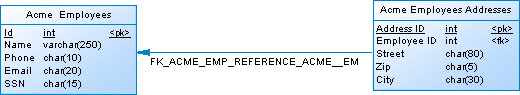 Acme Employees
Id int <pk>
Name varchar(250)
Phone char(10)
Email char(20)
SSN char(15)
FK_ACME_EMP_REFERENCE_ACME__EM
Acme Employees Addresses
Address ID int <pk>
Employee ID int <fk>
Street char(80)
Zip char(5)
City char(30)